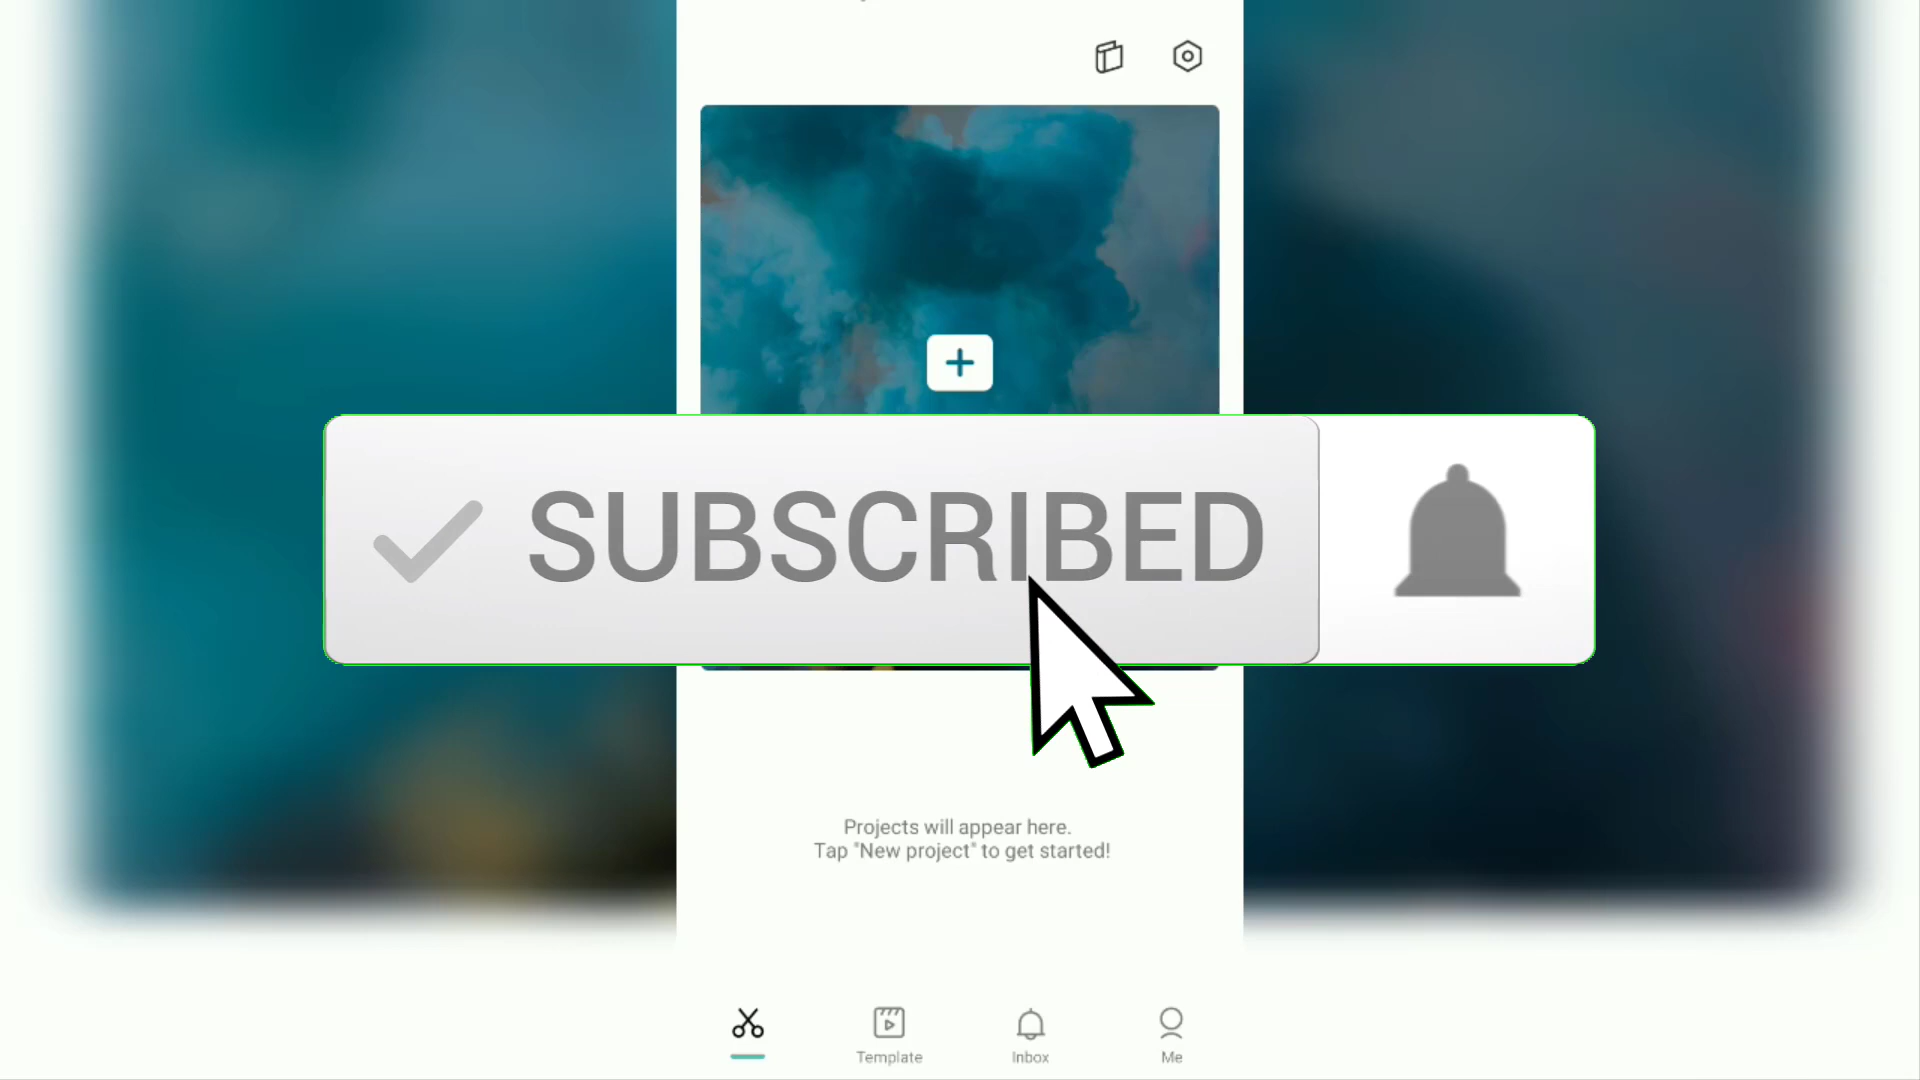 SUBSCRIBED
Projects will appear here.
Tap "New project" to get started!
Template
Inbox
Me